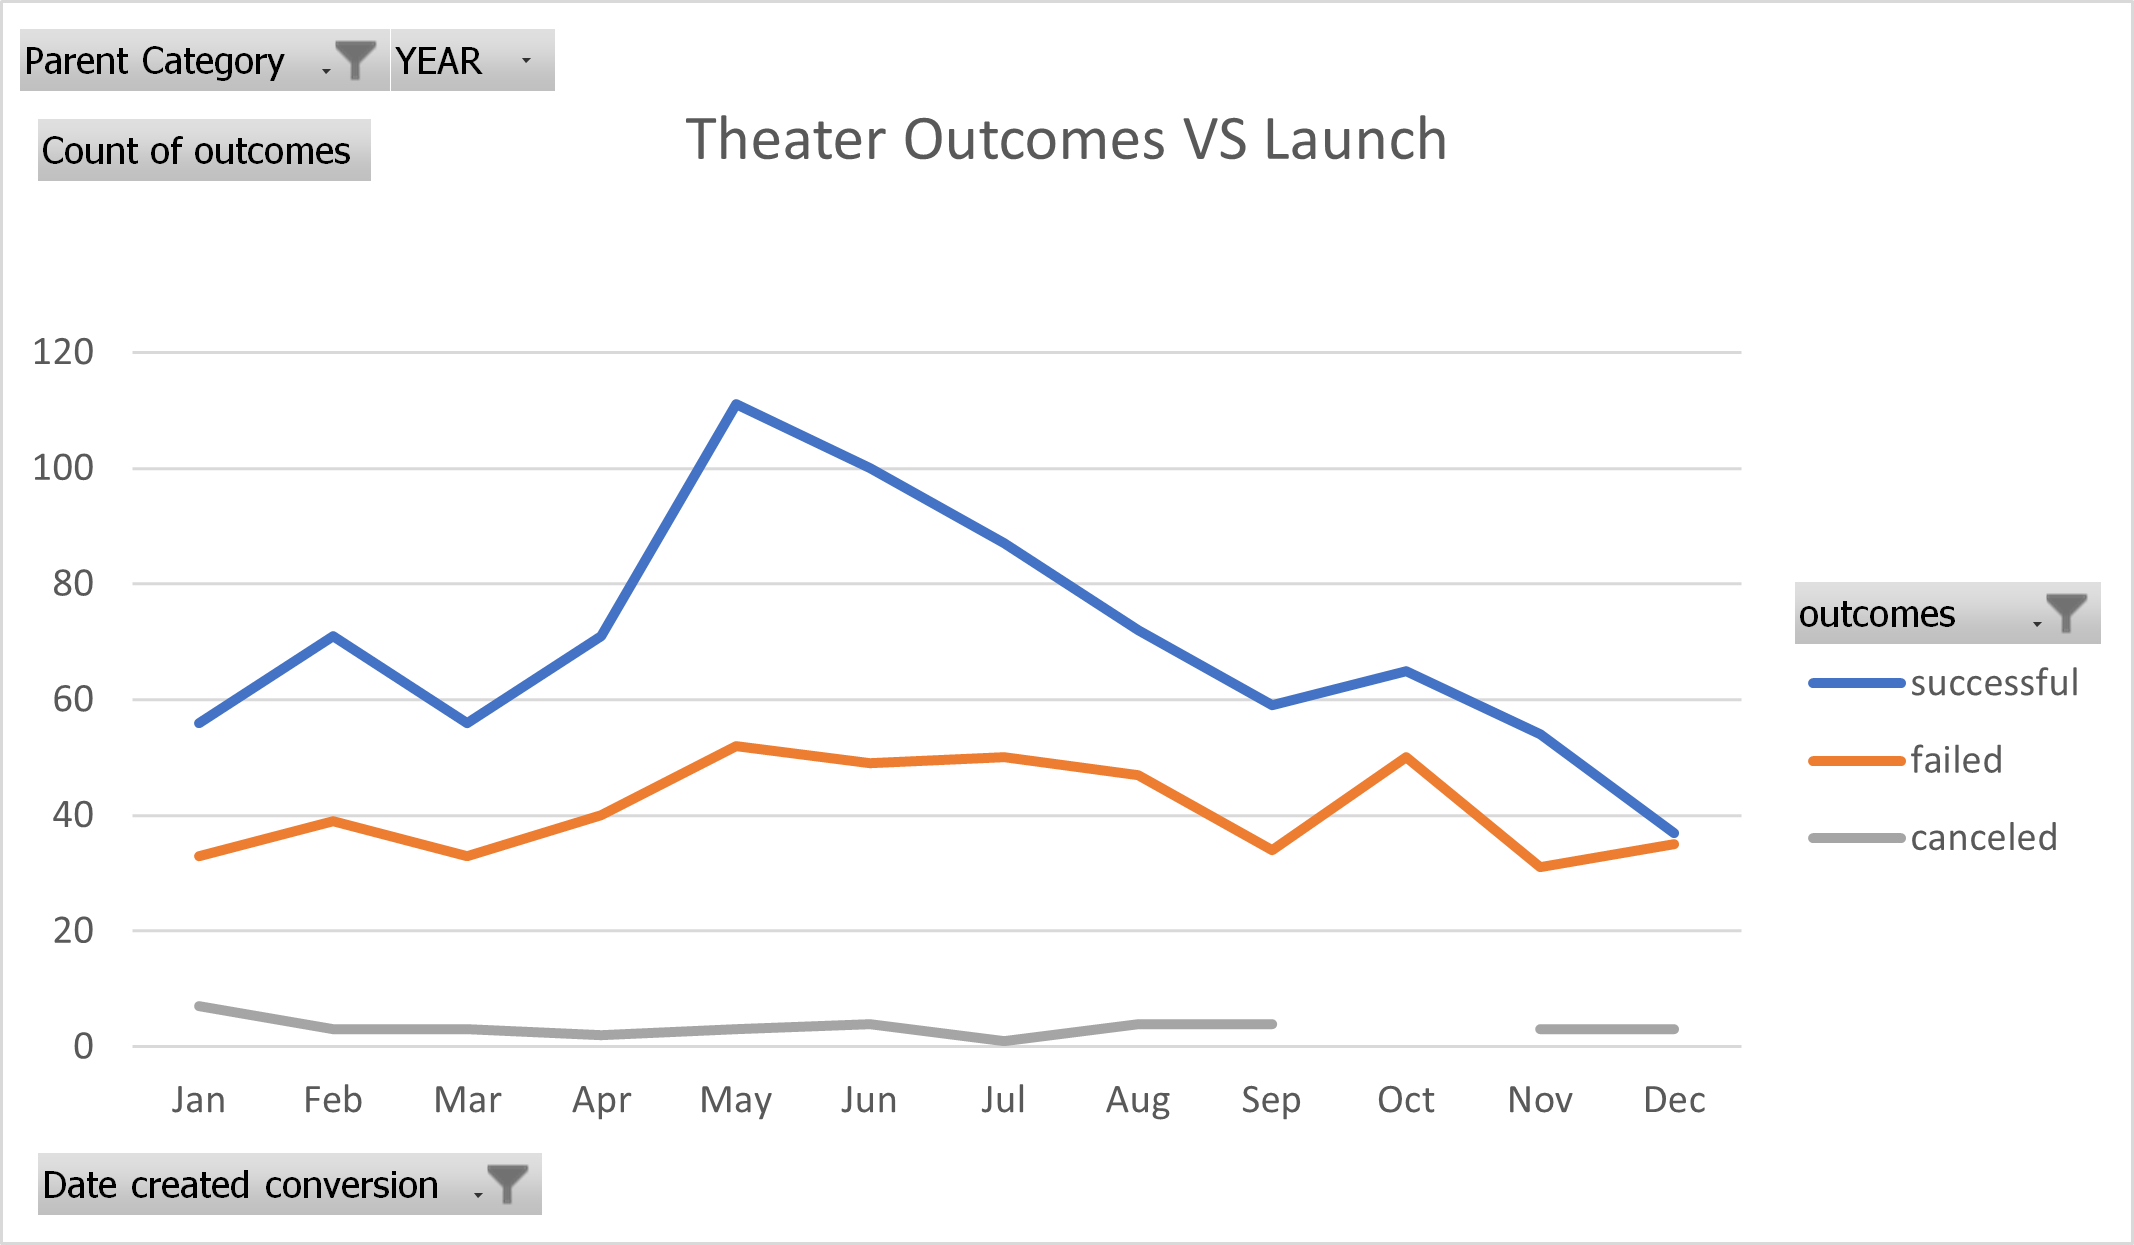 Parent Category YEAR
Count of outcomes
Theater Outcomes VS Launch
120
100
80
60
40
20
0
Jan Feb Mar Apr May Jun Jul Aug Sep Oct Nov Dec
outcomes
successful
failed
canceled
Date created conversion